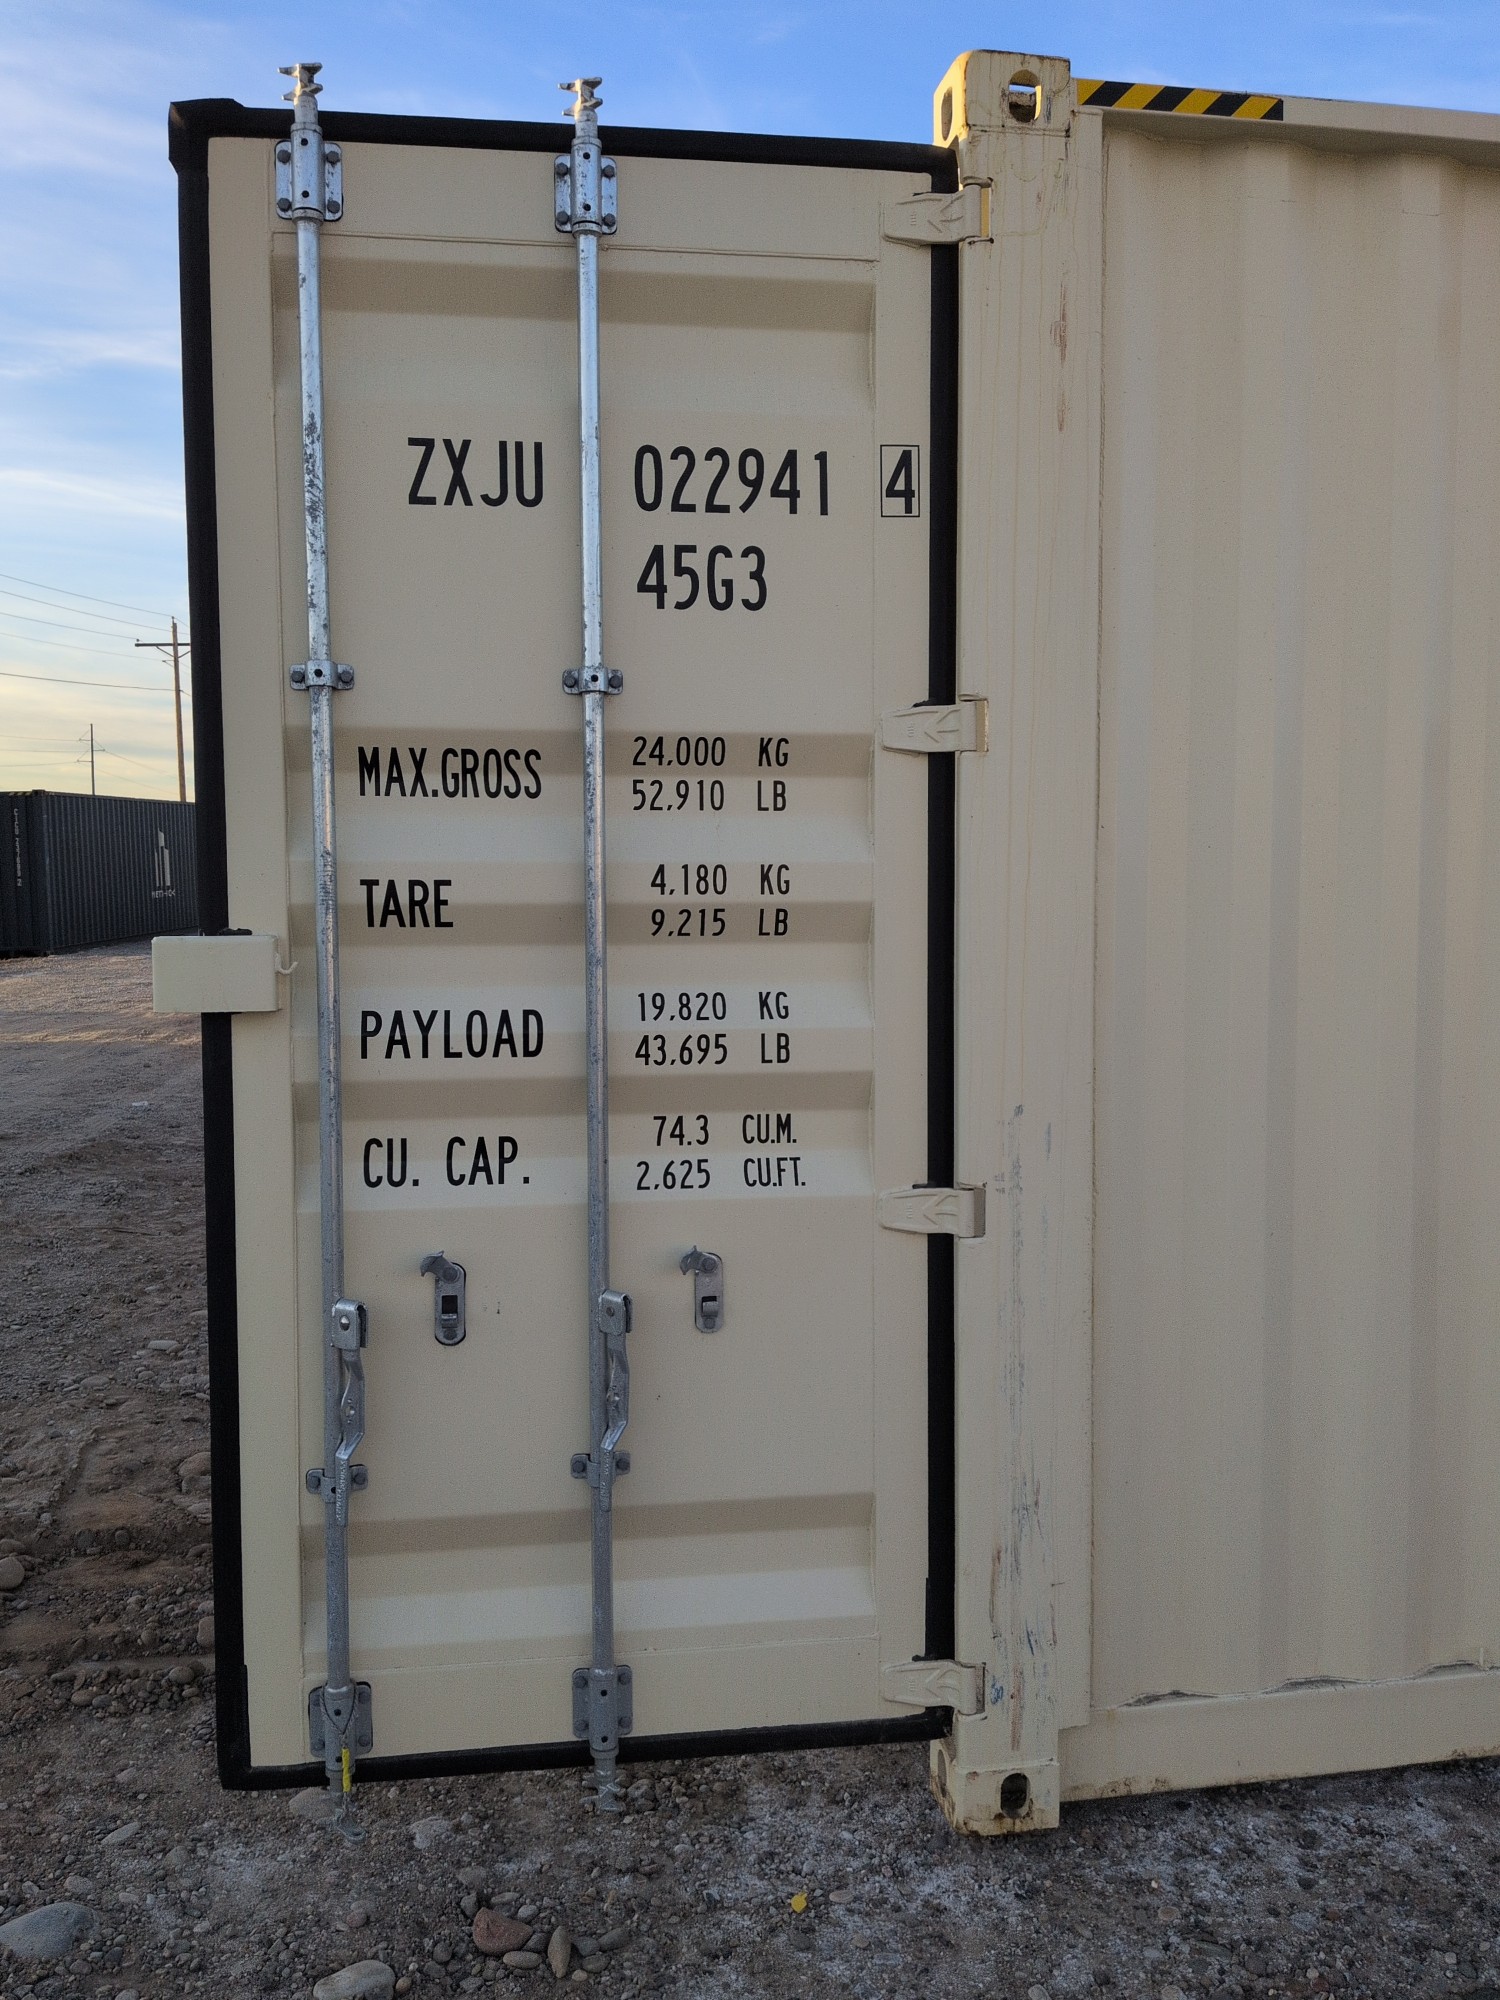 ZXJU 022941 4
45G3
MAX.GROSS 24,000 KG
52,910 LB
TARE 4,180 KG
9,215 LB
PAYLOAD 19,820 KG
43,695 LB
CU. CAP. 74.3 CU.M.
2,625 CU.FT.